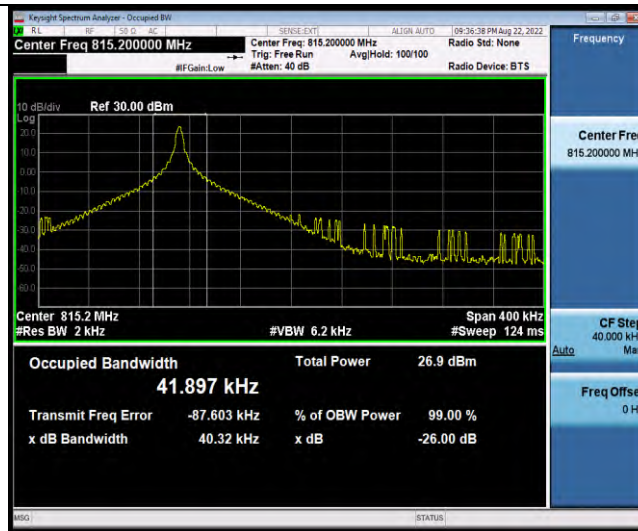 Keysight Spectrum Analyzer - Occupied BW
RL RF 50 Ω AC SENSE:EXT ALIGN AUTO 09:36:38 PM Aug 22, 2022
Center Freq 815.200000 MHz
Center Freq: 815.200000 MHz
Radio Std: None
Trig: Free Run Avg|Hold: 100/100
#IFGain:Low
#Atten: 40 dB
Radio Device: BTS
10 dB/div Ref 30.00 dBm
Log
20.0
10.0
0.00
-10.0
-20.0
-30.0
-40.0
-50.0
-60.0
Center 815.2 MHz Span 400 kHz
#Res BW 2 kHz #VBW 6.2 kHz #Sweep 124 ms
Occupied Bandwidth Total Power 26.9 dBm
41.897 kHz
Transmit Freq Error -87.603 kHz % of OBW Power 99.00 %
x dB Bandwidth 40.32 kHz x dB -26.00 dB
MSG STATUS
Frequency
Center Fre
815.200000 MH
CF Ste
40.000 kH
Auto Ma
Freq Offse
0 H